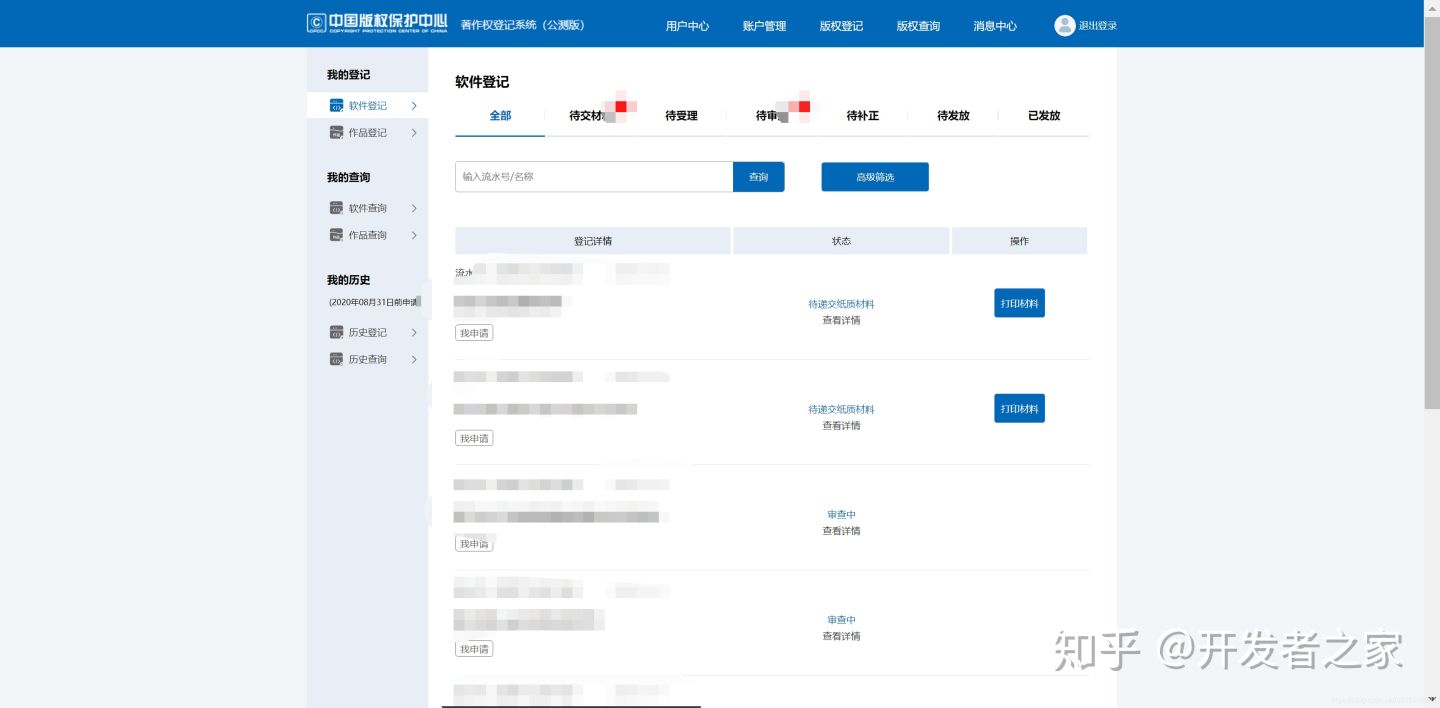 中国版权保护中心
COPYRIGHT PROTECTION CENTER OF CHINA
著作权登记系统（公测版）
用户中心
账户管理
版权登记
版权查询
消息中心
退出登录
我的登记
软件登记
作品登记
我的查询
软件查询
作品查询
我的历史
(2020年08月31日前申请
历史登记
历史查询
软件登记
全部
待交材
待受理
待审
待补正
待发放
已发放
输入流水号/名称
查询
高级筛选
登记详情
状态
操作
流水
待递交纸质材料
查看详情
打印材料
我申请
待递交纸质材料
查看详情
打印材料
我申请
审查中
查看详情
我申请
审查中
查看详情
我申请
知乎 @开发者之家